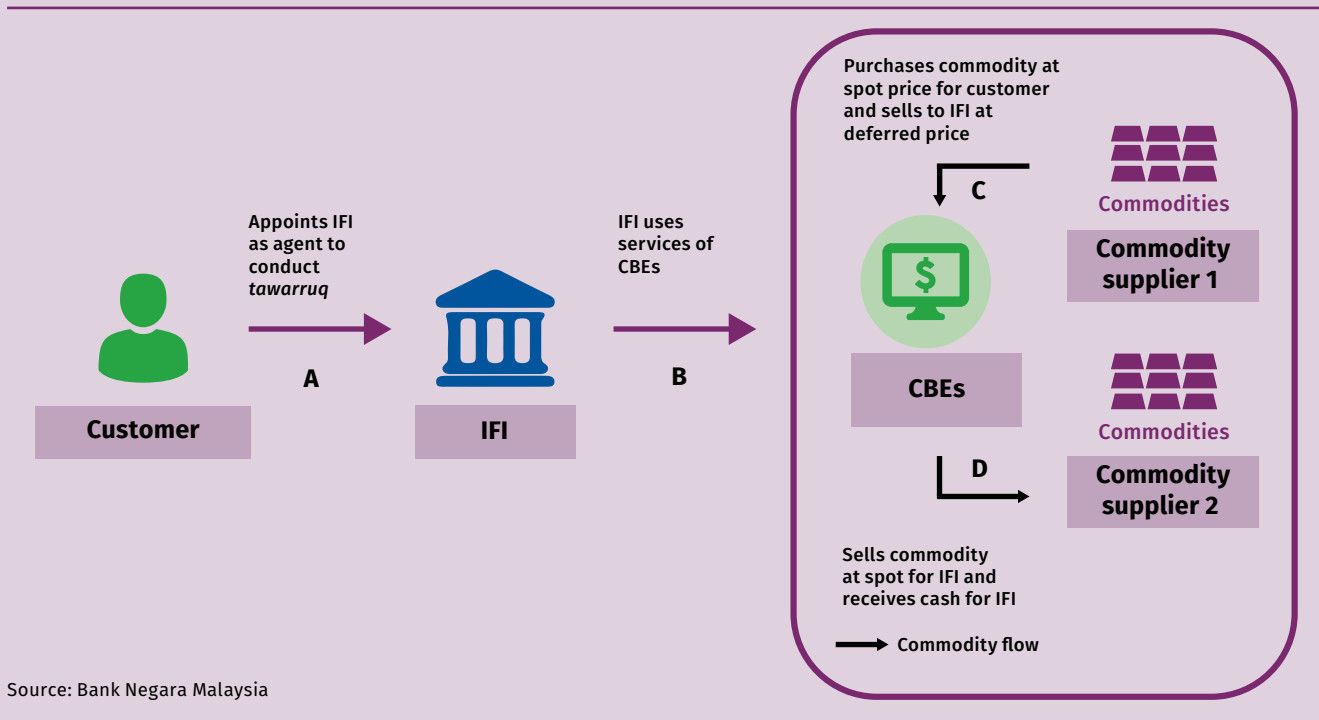 Appoints IFI
as agent to
conduct
tawarruq
A
Customer
IFI
IFI uses
services of
CBEs
B
Purchases commodity at
spot price for customer
and sells to IFI at
deferred price
C
$
CBEs
Commodities
Commodity
supplier 1
Commodities
Commodity
supplier 2
D
Sells commodity
at spot for IFI and
receives cash for IFI
Commodity flow
Source: Bank Negara Malaysia